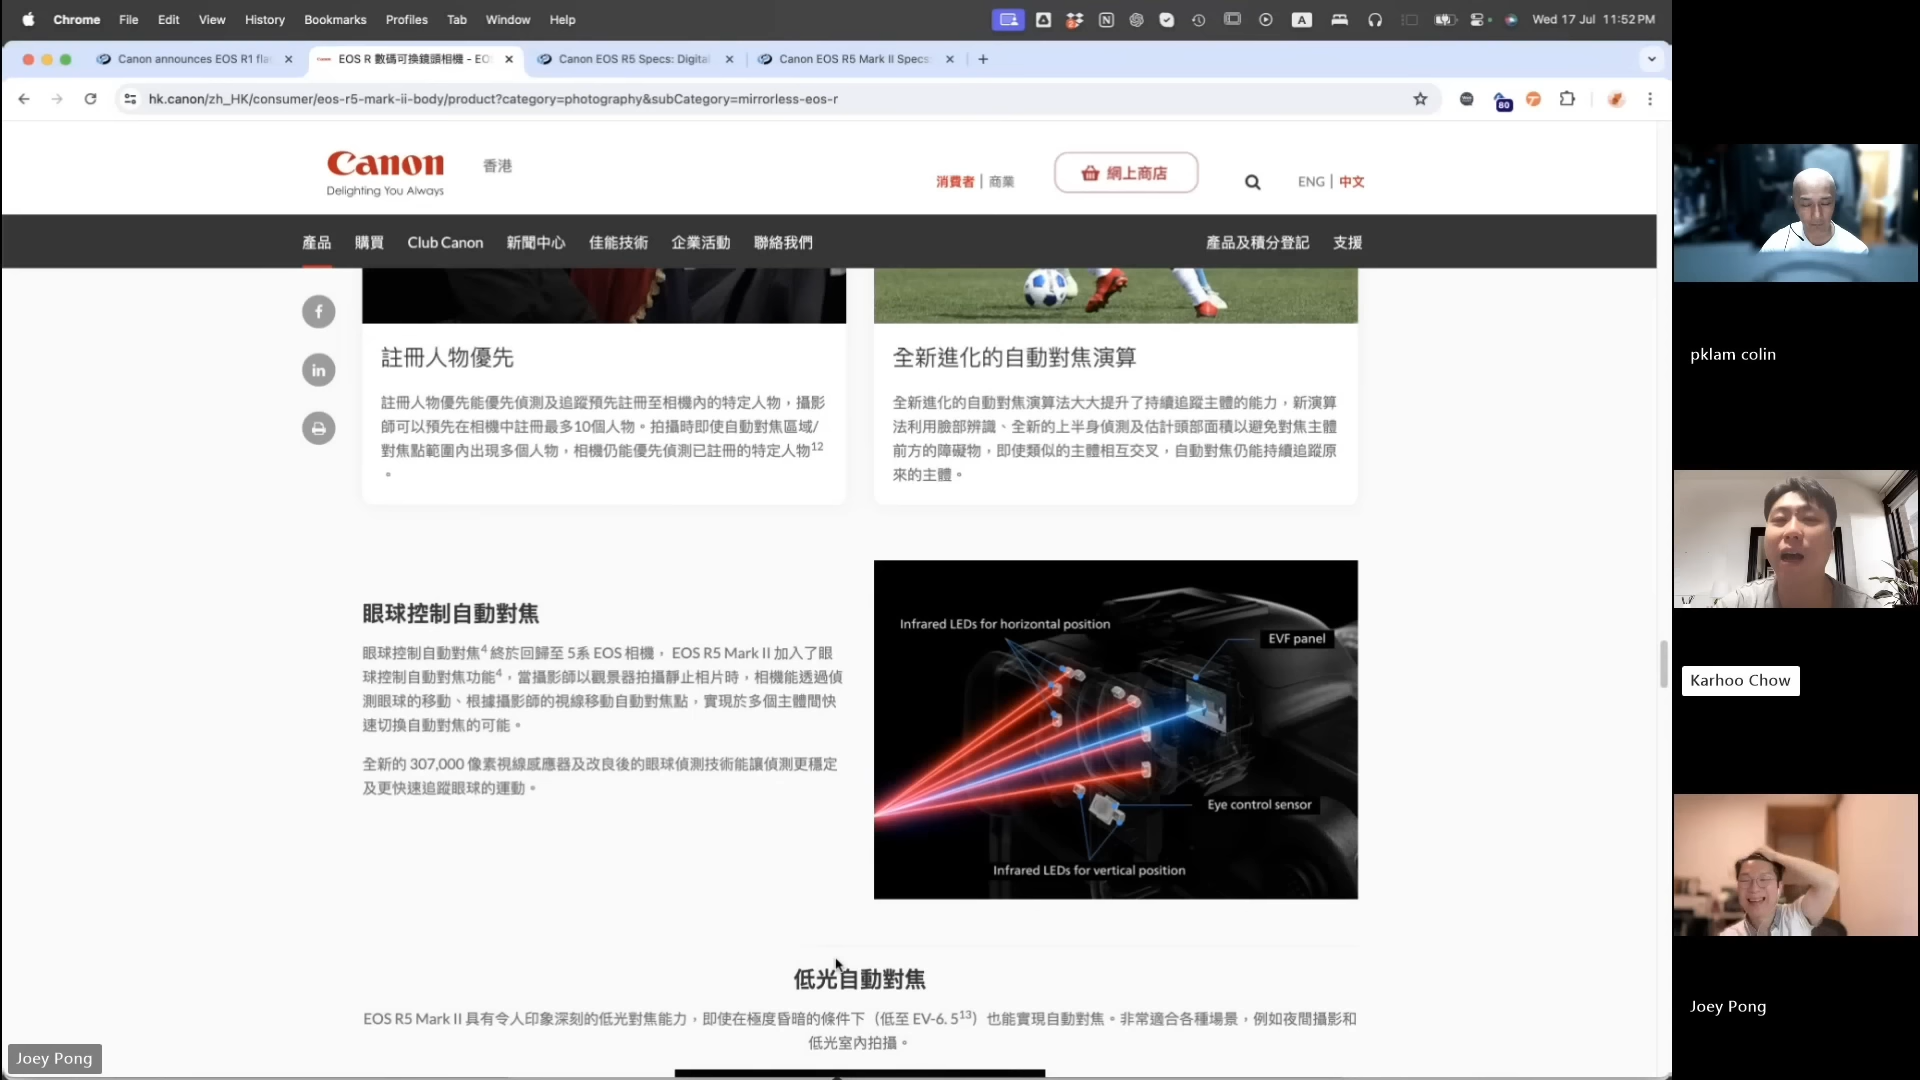 Chrome File Edit View History Bookmarks Profiles Tab Window Help
A
Wed 17 Jul 11:52 PM
Canon announces EOS R1 fla
EOS R 數碼可換鏡頭相機 - EO
Canon EOS R5 Specs: Digital
Canon EOS R5 Mark II Specs
hk.canon/zh_HK/consumer/eos-r5-mark-ii-body/product?category=photography&subCategory=mirrorless-eos-r
80
Canon
Delighting You Always
香港
消費者 | 商業
網上商店
ENG | 中文
產品 購買 Club Canon 新聞中心 佳能技術 企業活動 聯絡我們
產品及積分登記 支援
註冊人物優先
註冊人物優先能優先偵測及追蹤預先註冊至相機內的特定人物，攝影
師可以預先在相機中註冊最多10個人物。拍攝時即使自動對焦區域/
對焦點範圍內出現多個人物，相機仍能優先偵測已註冊的特定人物12
。
全新進化的自動對焦演算
全新進化的自動對焦演算法大大提升了持續追蹤主體的能力，新演算
法利用臉部辨識、全新的上半身偵測及估計頭部面積以避免對焦主體
前方的障礙物，即使類似的主體相互交叉，自動對焦仍能持續追蹤原
來的主體。
眼球控制自動對焦
眼球控制自動對焦4 終於回歸至 5系 EOS 相機， EOS R5 Mark II 加入了眼
球控制自動對焦功能4，當攝影師以觀景器拍攝靜止相片時，相機能透過偵
測眼球的移動、根據攝影師的視線移動自動對焦點，實現於多個主體間快
速切換自動對焦的可能。
全新的 307,000 像素視線感應器及改良後的眼球偵測技術能讓偵測更穩定
及更快速追蹤眼球的運動。
Infrared LEDs for horizontal position
EVF panel
Eye control sensor
Infrared LEDs for vertical position
低光自動對焦
EOS R5 Mark II 具有令人印象深刻的低光對焦能力，即使在極度昏暗的條件下（低至 EV-6. 513）也能實現自動對焦。非常適合各種場景，例如夜間攝影和
低光室內拍攝。
Joey Pong
pklam colin
Karhoo Chow
Joey Pong